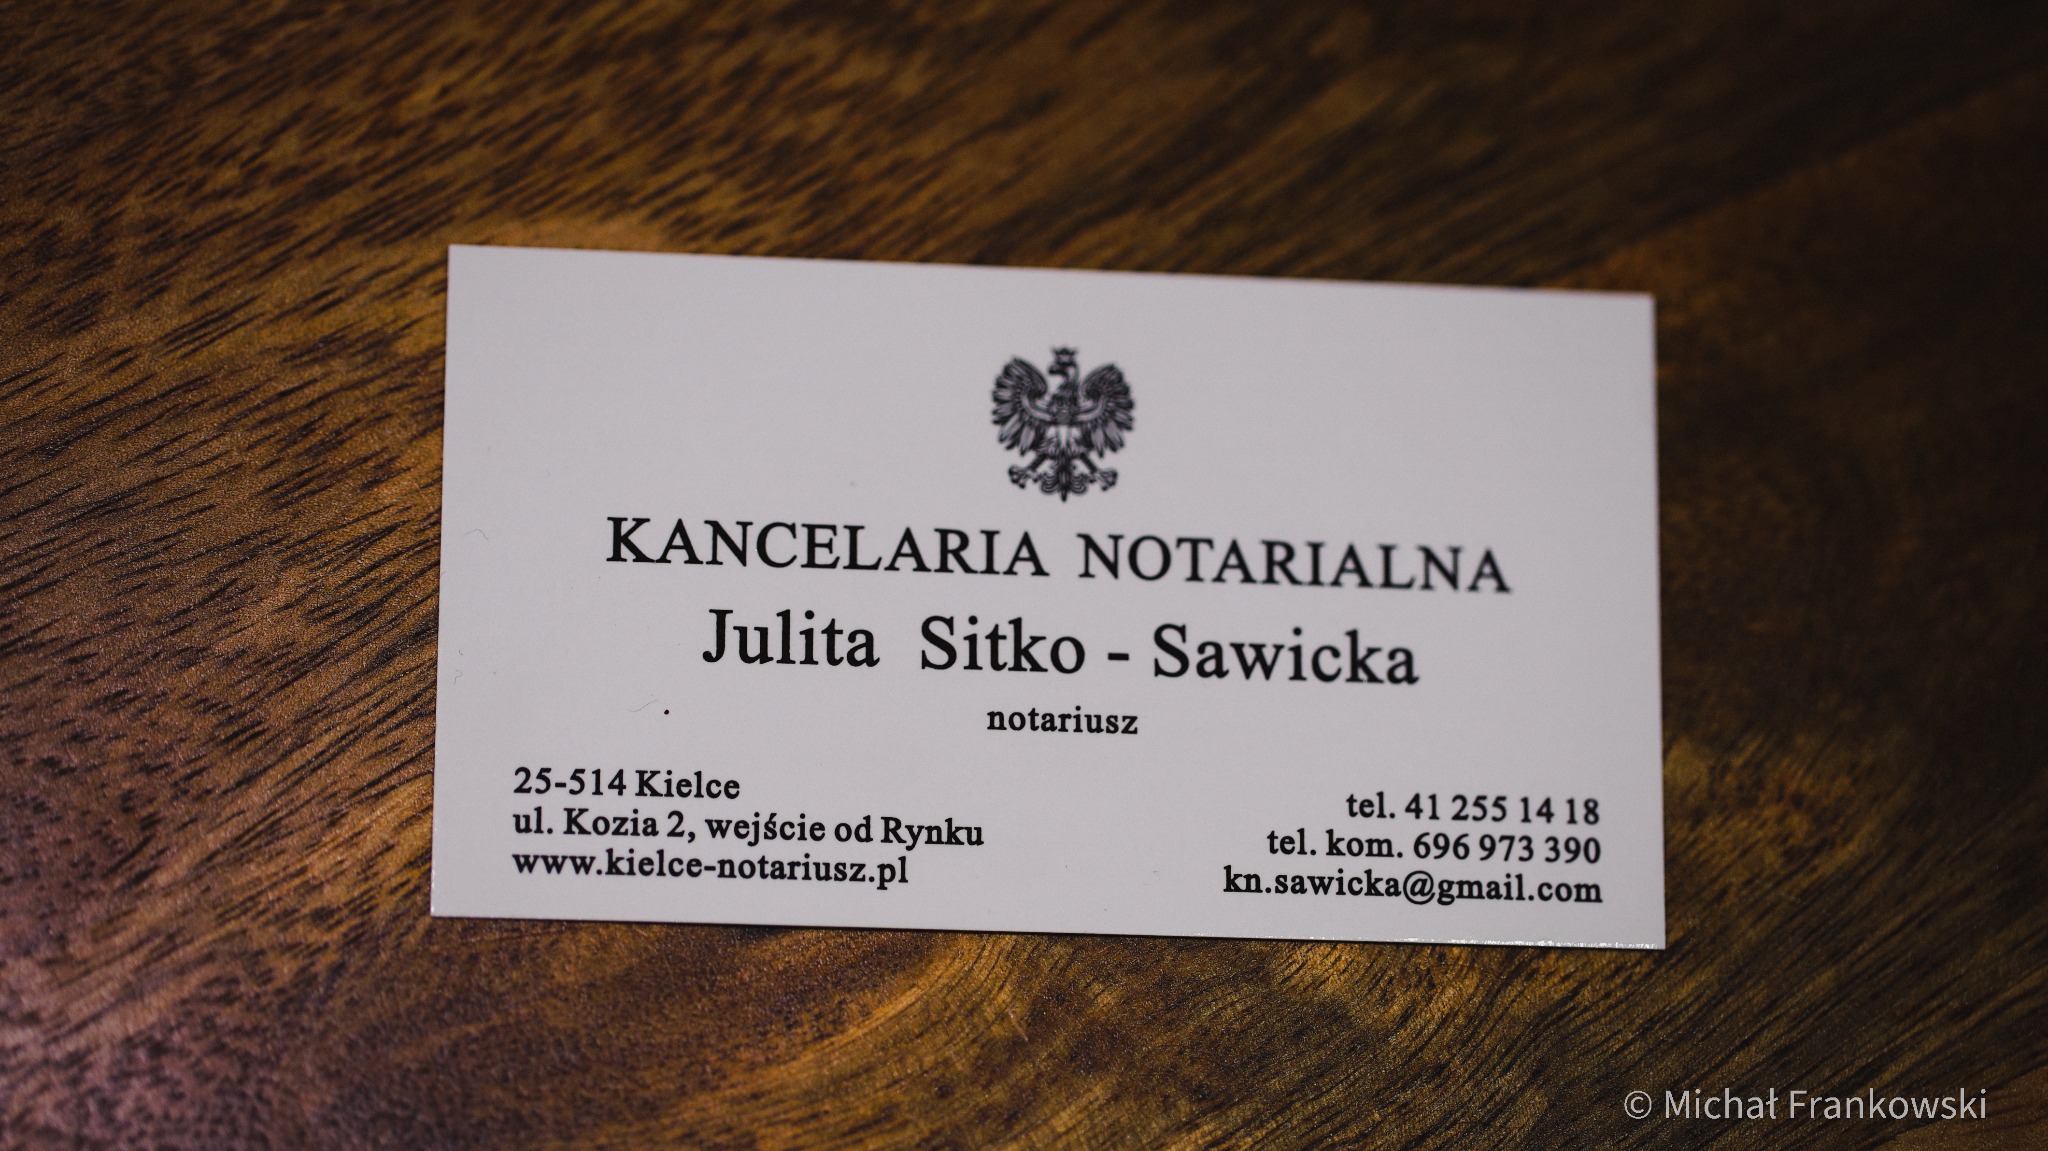 KANCELARIA NOTARIALNA
Julita Sitko - Sawicka
notariusz
25-514 Kielce
ul. Kozia 2, wejście od Rynku
www.kielce-notariusz.pl
tel. 41 255 14 18
tel. kom. 696 973 390
kn.sawicka@gmail.com
© Michał Frankowski